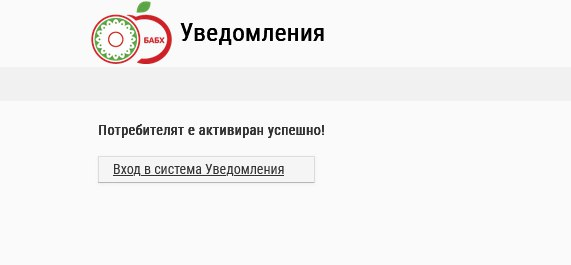 БАБХ
Уведомления
Потребителят е активиран успешно!
Вход в система Уведомления